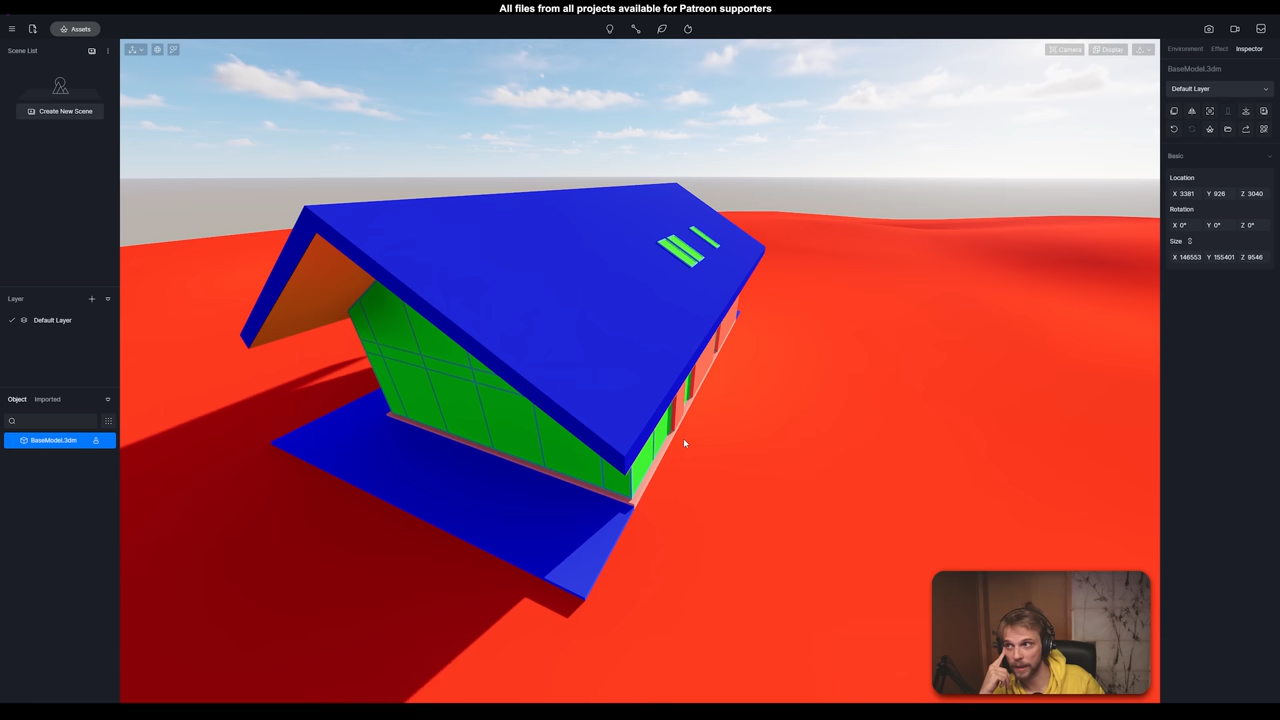 All files from all projects available for Patreon supporters
Assets
Scene List
Create New Scene
Layer
Default Layer
Object Imported
BaseModel.3dm
Camera Display
Environment Effect Inspector
BaseModel.3dm
Default Layer
Basic
Location
X 3381 Y 926 Z 3040
Rotation
X 0° Y 0° Z 0°
Size
X 146553 Y 155401 Z 9546